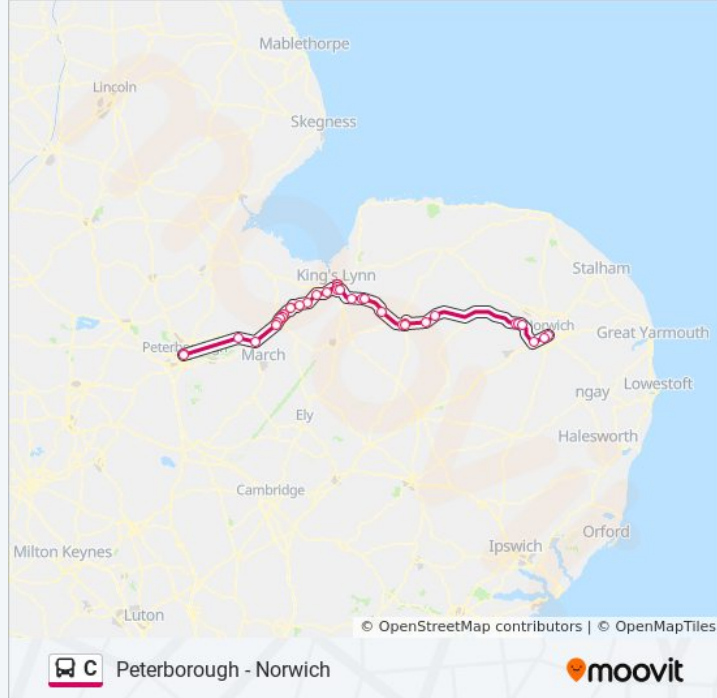 Mablethorpe
Lincoln
Skegness
King's Lynn
Stalham
Norwich
Great Yarmouth
Peterborough
March
Lowestoft
ngay
Ely
Halesworth
Cambridge
Orford
Ipswich
Milton Keynes
Luton
© OpenStreetMap contributors | © OpenMapTiles
C Peterborough - Norwich
moovit